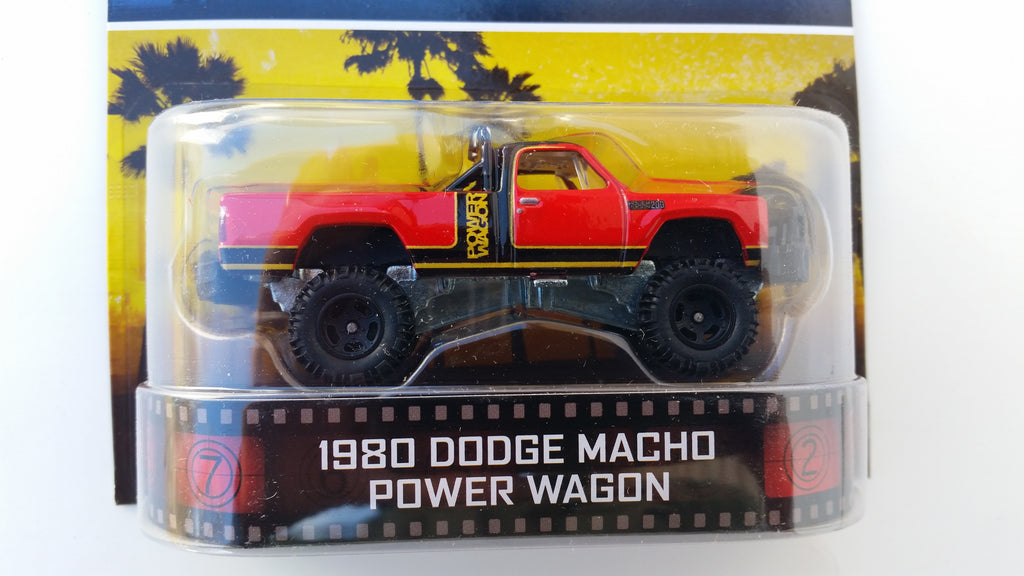 POWER
WAGON
1980 DODGE MACHO
POWER WAGON
7
2